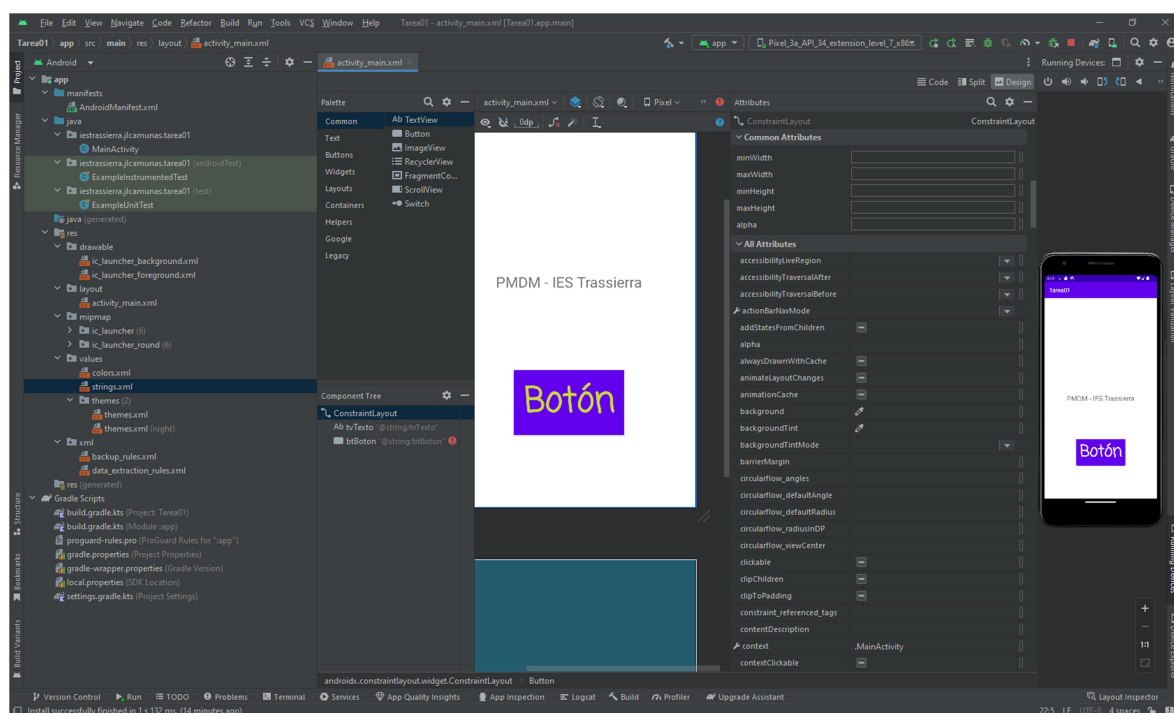 File Edit View Navigate Code Refactor Build Run Tools VCS Window Help Tarea01 - activity_main.xml [Tarea01.app.main]
Tarea01 app src main res layout activity_main.xml
app Pixel_3a_API_34_extension_level_7_x86
Android
activity_main.xml
Running Devices:
Code Split Design
Project
Resource Manager
Structure
Bookmarks
Build Variants
app
manifests
AndroidManifest.xml
java
iestrassierra.jlcamunas.tarea01
MainActivity
iestrassierra.jlcamunas.tarea01 (androidTest)
ExampleInstrumentedTest
iestrassierra.jlcamunas.tarea01 (test)
ExampleUnitTest
java (generated)
res
drawable
ic_launcher_background.xml
ic_launcher_foreground.xml
layout
activity_main.xml
mipmap
ic_launcher (6)
ic_launcher_round (6)
values
colors.xml
strings.xml
themes (2)
themes.xml
themes.xml (night)
xml
backup_rules.xml
data_extraction_rules.xml
res (generated)
Gradle Scripts
build.gradle.kts (Project: Tarea01)
build.gradle.kts (Module :app)
proguard-rules.pro (ProGuard Rules for ":app")
gradle.properties (Project Properties)
gradle-wrapper.properties (Gradle Version)
local.properties (SDK Location)
settings.gradle.kts (Project Settings)
Palette
Common
Text
Buttons
Widgets
Layouts
Containers
Helpers
Google
Legacy
Ab TextView
Button
ImageView
RecyclerView
FragmentCo...
ScrollView
Switch
Component Tree
ConstraintLayout
Ab tvTexto "@string/tvTexto"
btBoton "@string/btBoton"
activity_main.xml Pixel
0dp
PMDM - IES Trassierra
Botón
Attributes
ConstraintLayout ConstraintLayout
Common Attributes
minWidth
maxWidth
minHeight
maxHeight
alpha
All Attributes
accessibilityLiveRegion
accessibilityTraversalAfter
accessibilityTraversalBefore
actionBarNavMode
addStatesFromChildren
alpha
alwaysDrawnWithCache
animateLayoutChanges
animationCache
background
backgroundTint
backgroundTintMode
barrierMargin
circularflow_angles
circularflow_defaultAngle
circularflow_defaultRadius
circularflow_radiusInDP
circularflow_viewCenter
clickable
clipChildren
clipToPadding
constraint_referenced_tags
contentDescription
context .MainActivity
contextClickable
Tarea01
PMDM - IES Trassierra
Botón
1:1
androidx.constraintlayout.widget.ConstraintLayout Button
Version Control Run TODO Problems Terminal Services App Quality Insights App Inspection Logcat Build Profiler Upgrade Assistant Layout Inspector
Install successfully finished in 1 s 132 ms. (14 minutes ago) 22:5 LF UTF-8 4 spaces